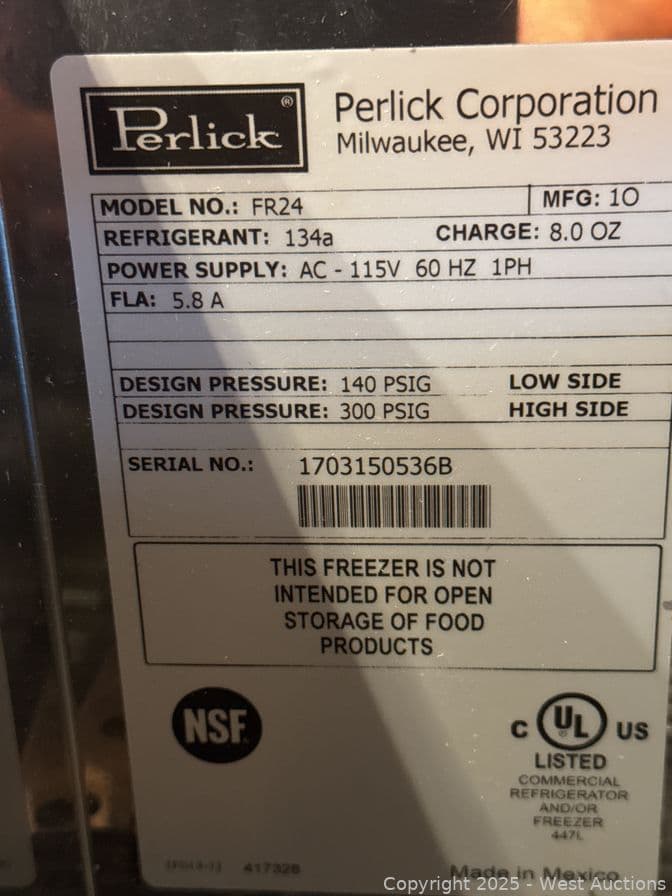 Perlick®
Perlick Corporation
Milwaukee, WI 53223
MODEL NO.: FR24 MFG: 10
REFRIGERANT: 134a CHARGE: 8.0 OZ
POWER SUPPLY: AC - 115V 60 HZ 1PH
FLA: 5.8 A
DESIGN PRESSURE: 140 PSIG LOW SIDE
DESIGN PRESSURE: 300 PSIG HIGH SIDE
SERIAL NO.: 1703150536B
THIS FREEZER IS NOT
INTENDED FOR OPEN
STORAGE OF FOOD
PRODUCTS
NSF
C UL US
®
LISTED
COMMERCIAL
REFRIGERATOR
AND/OR
FREEZER
447L
Made in Mexico
Copyright 2025 - West Auctions